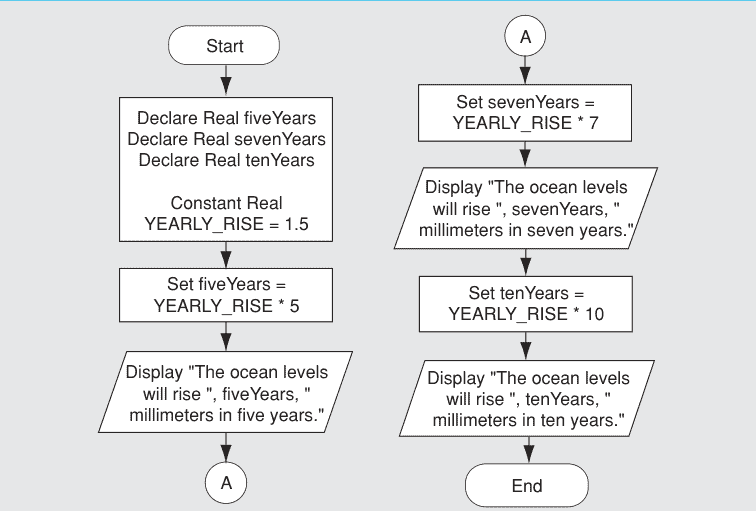 Start
Declare Real fiveYears
Declare Real sevenYears
Declare Real tenYears
Constant Real
YEARLY_RISE = 1.5
Set fiveYears =
YEARLY_RISE * 5
Display "The ocean levels
will rise ", fiveYears, "
millimeters in five years."
A
A
Set sevenYears =
YEARLY_RISE * 7
Display "The ocean levels
will rise ", sevenYears, "
millimeters in seven years."
Set tenYears =
YEARLY_RISE * 10
Display "The ocean levels
will rise ", tenYears, "
millimeters in ten years."
End